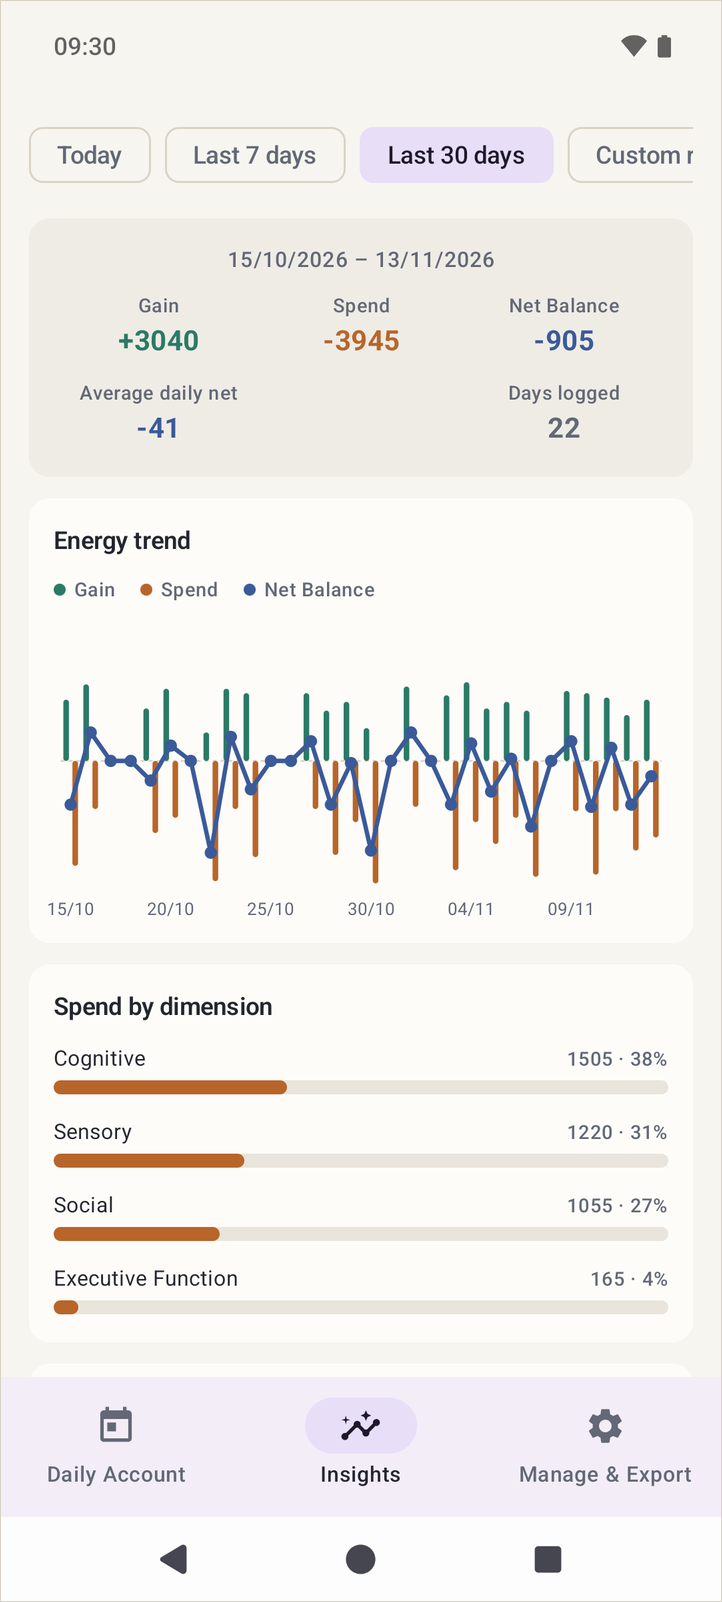 09:30
Today
Last 7 days
Last 30 days
Custom r
15/10/2026 – 13/11/2026
Gain
Spend
Net Balance
+3040
-3945
-905
Average daily net
Days logged
-41
22
Energy trend
Gain
Spend
Net Balance
15/10
20/10
25/10
30/10
04/11
09/11
Spend by dimension
Cognitive
1505 · 38%
Sensory
1220 · 31%
Social
1055 · 27%
Executive Function
165 · 4%
Daily Account
Insights
Manage & Export